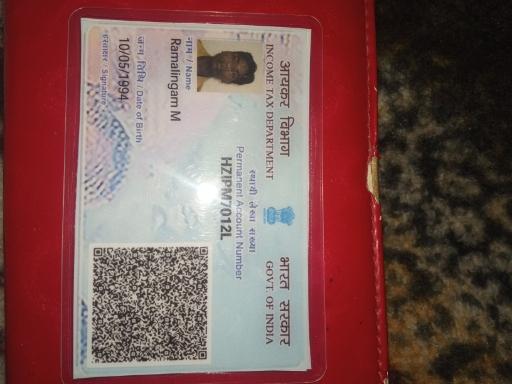 आयकर विभाग
INCOME TAX DEPARTMENT
भारत सरकार
GOVT. OF INDIA
स्थायी लेखा संख्या
Permanent Account Number
HZIPM7012L
नाम / Name
Ramalingam M
जन्म तिथि / Date of Birth
10/05/1994
हस्ताक्षर / Signature